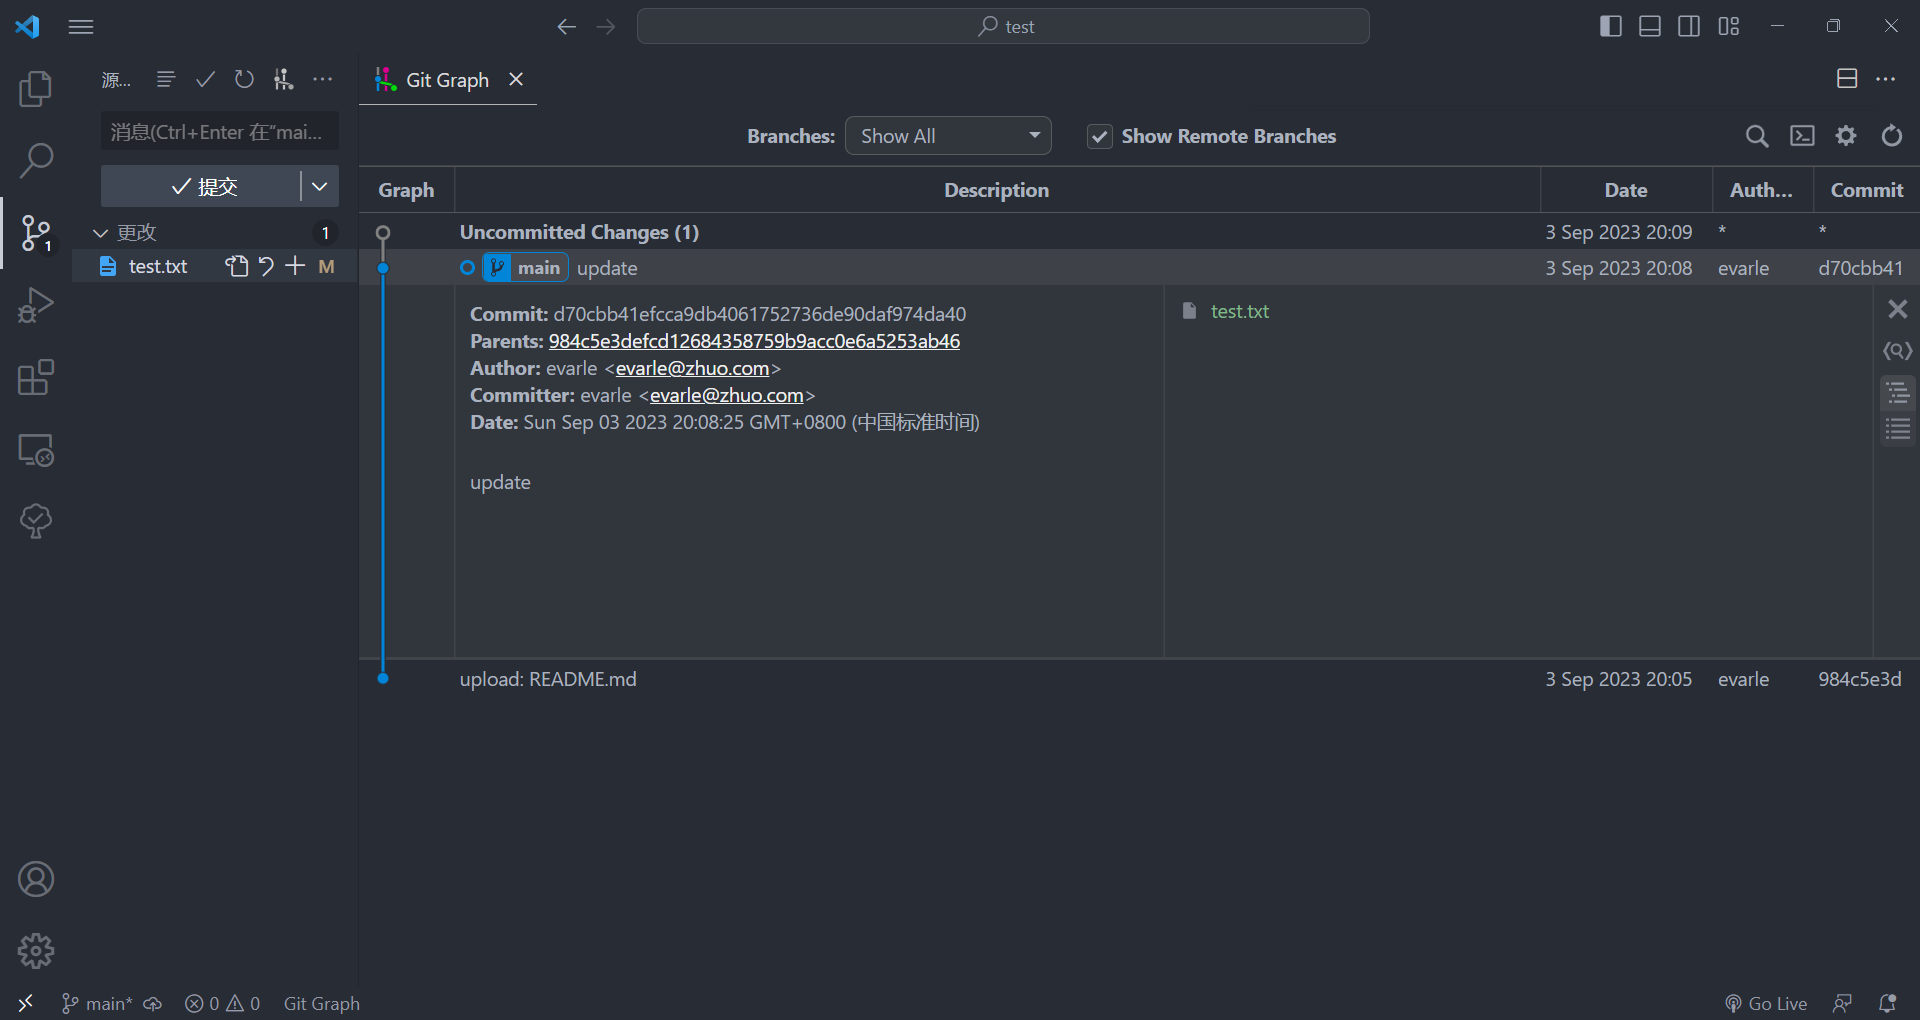 test
源...
消息(Ctrl+Enter 在“mai...
提交
更改
1
test.txt
M
1
Git Graph
Branches: Show All
Show Remote Branches
Graph Description Date Auth... Commit
Uncommitted Changes (1) 3 Sep 2023 20:09 * *
main update 3 Sep 2023 20:08 evarle d70cbb41
Commit: d70cbb41efcca9db4061752736de90daf974da40
Parents: 984c5e3defcd12684358759b9acc0e6a5253ab46
Author: evarle <evarle@zhuo.com>
Committer: evarle <evarle@zhuo.com>
Date: Sun Sep 03 2023 20:08:25 GMT+0800 (中国标准时间)
update
test.txt
upload: README.md 3 Sep 2023 20:05 evarle 984c5e3d
main* 0 0 Git Graph Go Live